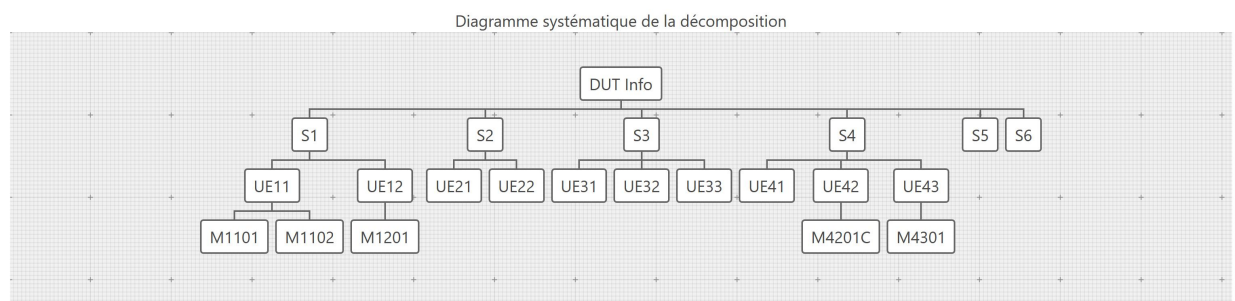 Diagramme systématique de la décomposition
DUT Info
S1 S2 S3 S4 S5 S6
UE11 UE12 UE21 UE22 UE31 UE32 UE33 UE41 UE42 UE43
M1101 M1102 M1201 M4201C M4301